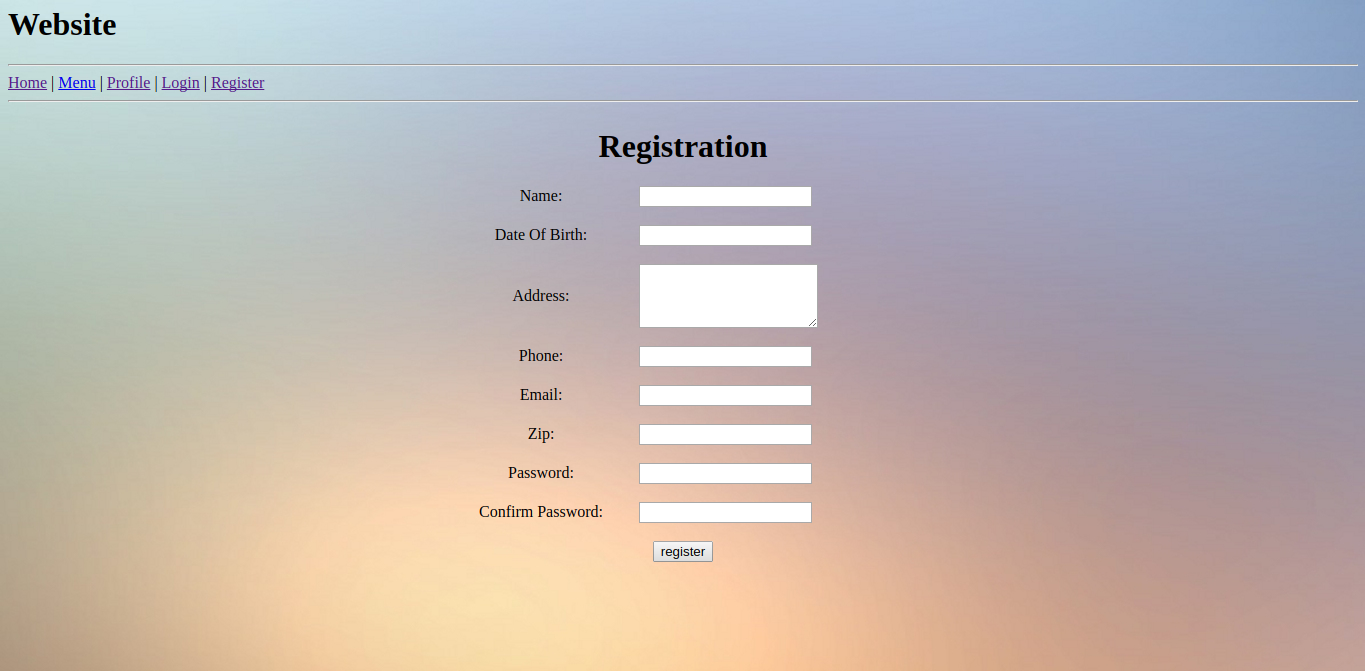 Website
Home | Menu | Profile | Login | Register
Registration
Name:
Date Of Birth:
Address:
Phone:
Email:
Zip:
Password:
Confirm Password:
register